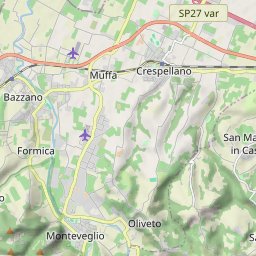 SP27 var
Muffa
Crespellano
Bazzano
San Ma
in Cas
Formica
Oliveto
Monteveglio
S